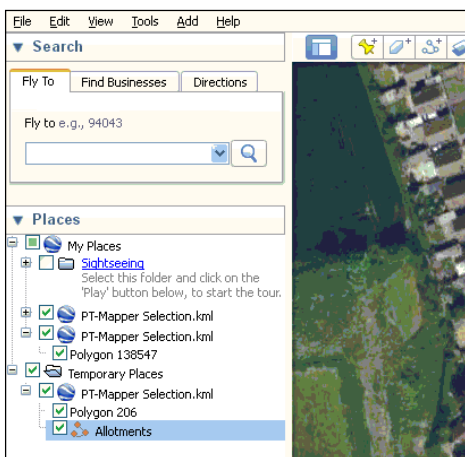 File Edit View Tools Add Help
Search
Fly To Find Businesses Directions
Fly to e.g., 94043
Places
My Places
Sightseeing
Select this folder and click on the
'Play' button below, to start the tour.
PT-Mapper Selection.kml
PT-Mapper Selection.kml
Polygon 138547
Temporary Places
PT-Mapper Selection.kml
Polygon 206
Allotments